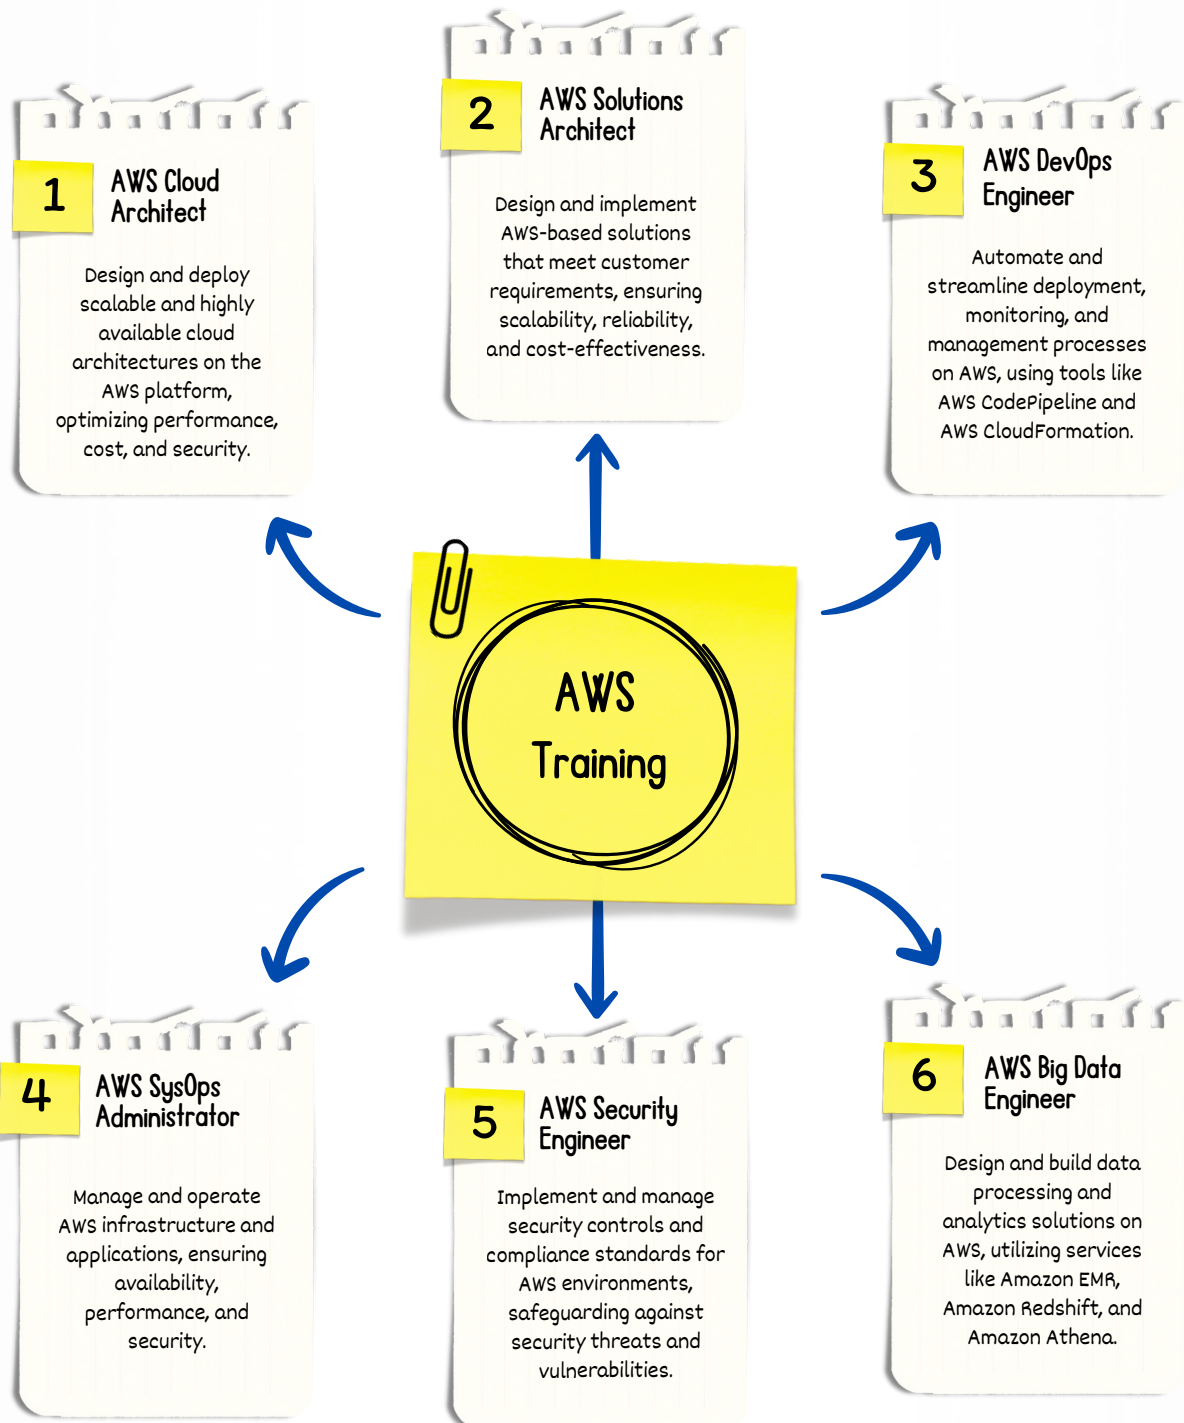 1
AWS Cloud
Architect
Design and deploy
scalable and highly
available cloud
architectures on the
AWS platform,
optimizing performance,
cost, and security.
2
AWS Solutions
Architect
Design and implement
AWS-based solutions
that meet customer
requirements, ensuring
scalability, reliability,
and cost-effectiveness.
3
AWS DevOps
Engineer
Automate and
streamline deployment,
monitoring, and
management processes
on AWS, using tools like
AWS CodePipeline and
AWS CloudFormation.
AWS
Training
4
AWS SysOps
Administrator
Manage and operate
AWS infrastructure and
applications, ensuring
availability,
performance, and
security.
5
AWS Security
Engineer
Implement and manage
security controls and
compliance standards for
AWS environments,
safeguarding against
security threats and
vulnerabilities.
6
AWS Big Data
Engineer
Design and build data
processing and
analytics solutions on
AWS, utilizing services
like Amazon EMR,
Amazon Redshift, and
Amazon Athena.